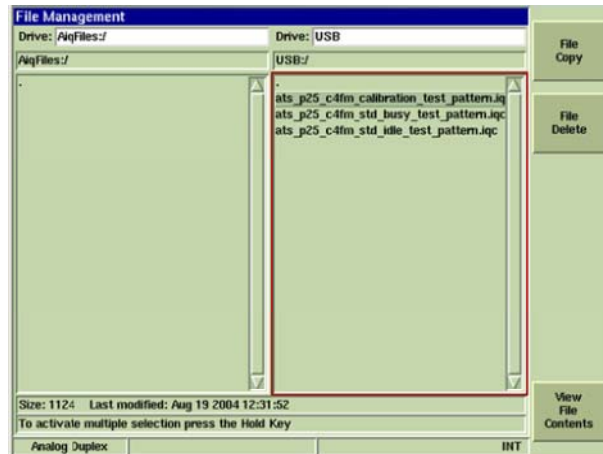 File Management
Drive: AiqFiles:/
Drive: USB
AiqFiles:/
USB:/
.
.
ats_p25_c4fm_calibration_test_pattern.iq
ats_p25_c4fm_std_busy_test_pattern.iqc
ats_p25_c4fm_std_idle_test_pattern.iqc
Size: 1124 Last modified: Aug 19 2004 12:31:52
To activate multiple selection press the Hold Key
Analog Duplex
INT
File
Copy
File
Delete
View
File
Contents